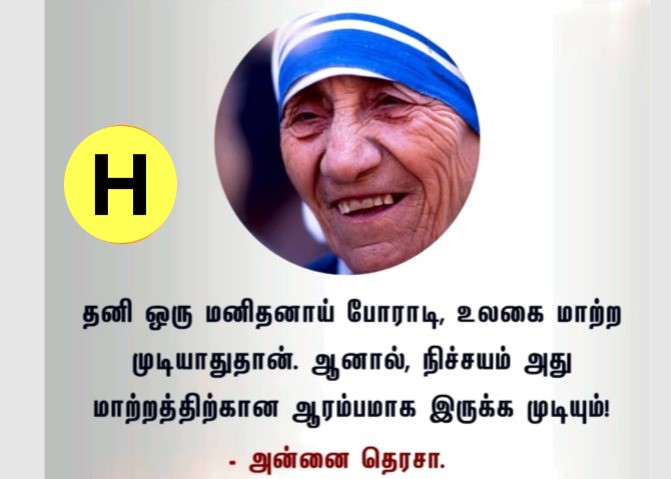 H
தனி ஒரு மனிதனாய் போராடி, உலகை மாற்ற
முடியாதுதான். ஆனால், நிச்சயம் அது
மாற்றத்திற்கான ஆரம்பமாக இருக்க முடியும்!
- அன்னை தெரசா.